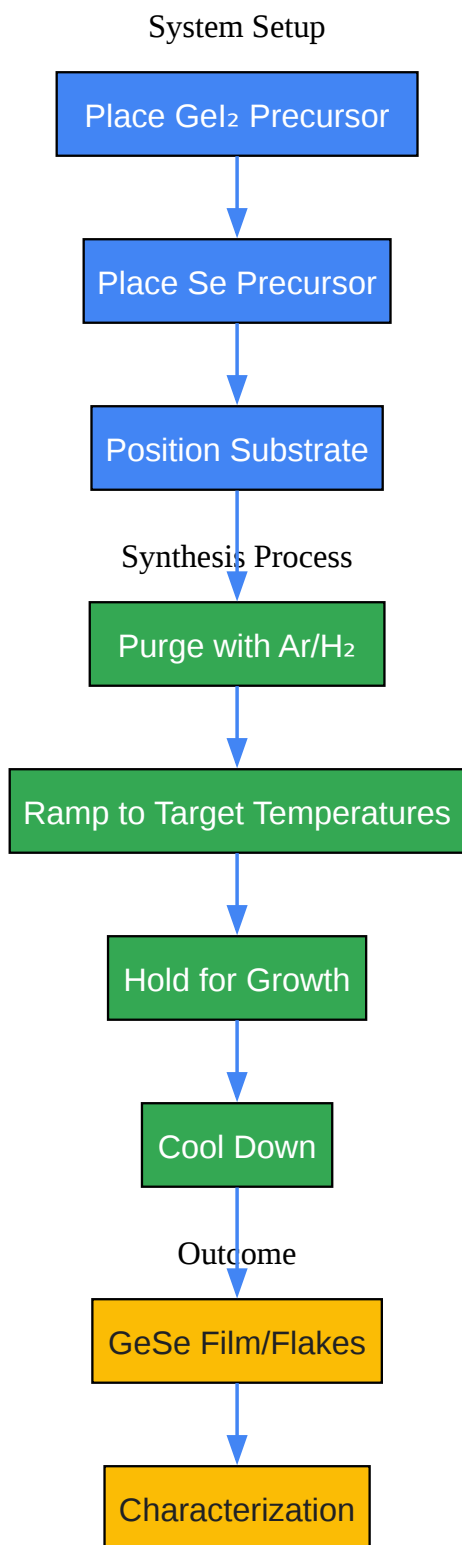 System Setup
Place GeI₂ Precursor
Place Se Precursor
Position Substrate
Synthesis Process
Purge with Ar/H₂
Ramp to Target Temperatures
Hold for Growth
Cool Down
Outcome
GeSe Film/Flakes
Characterization